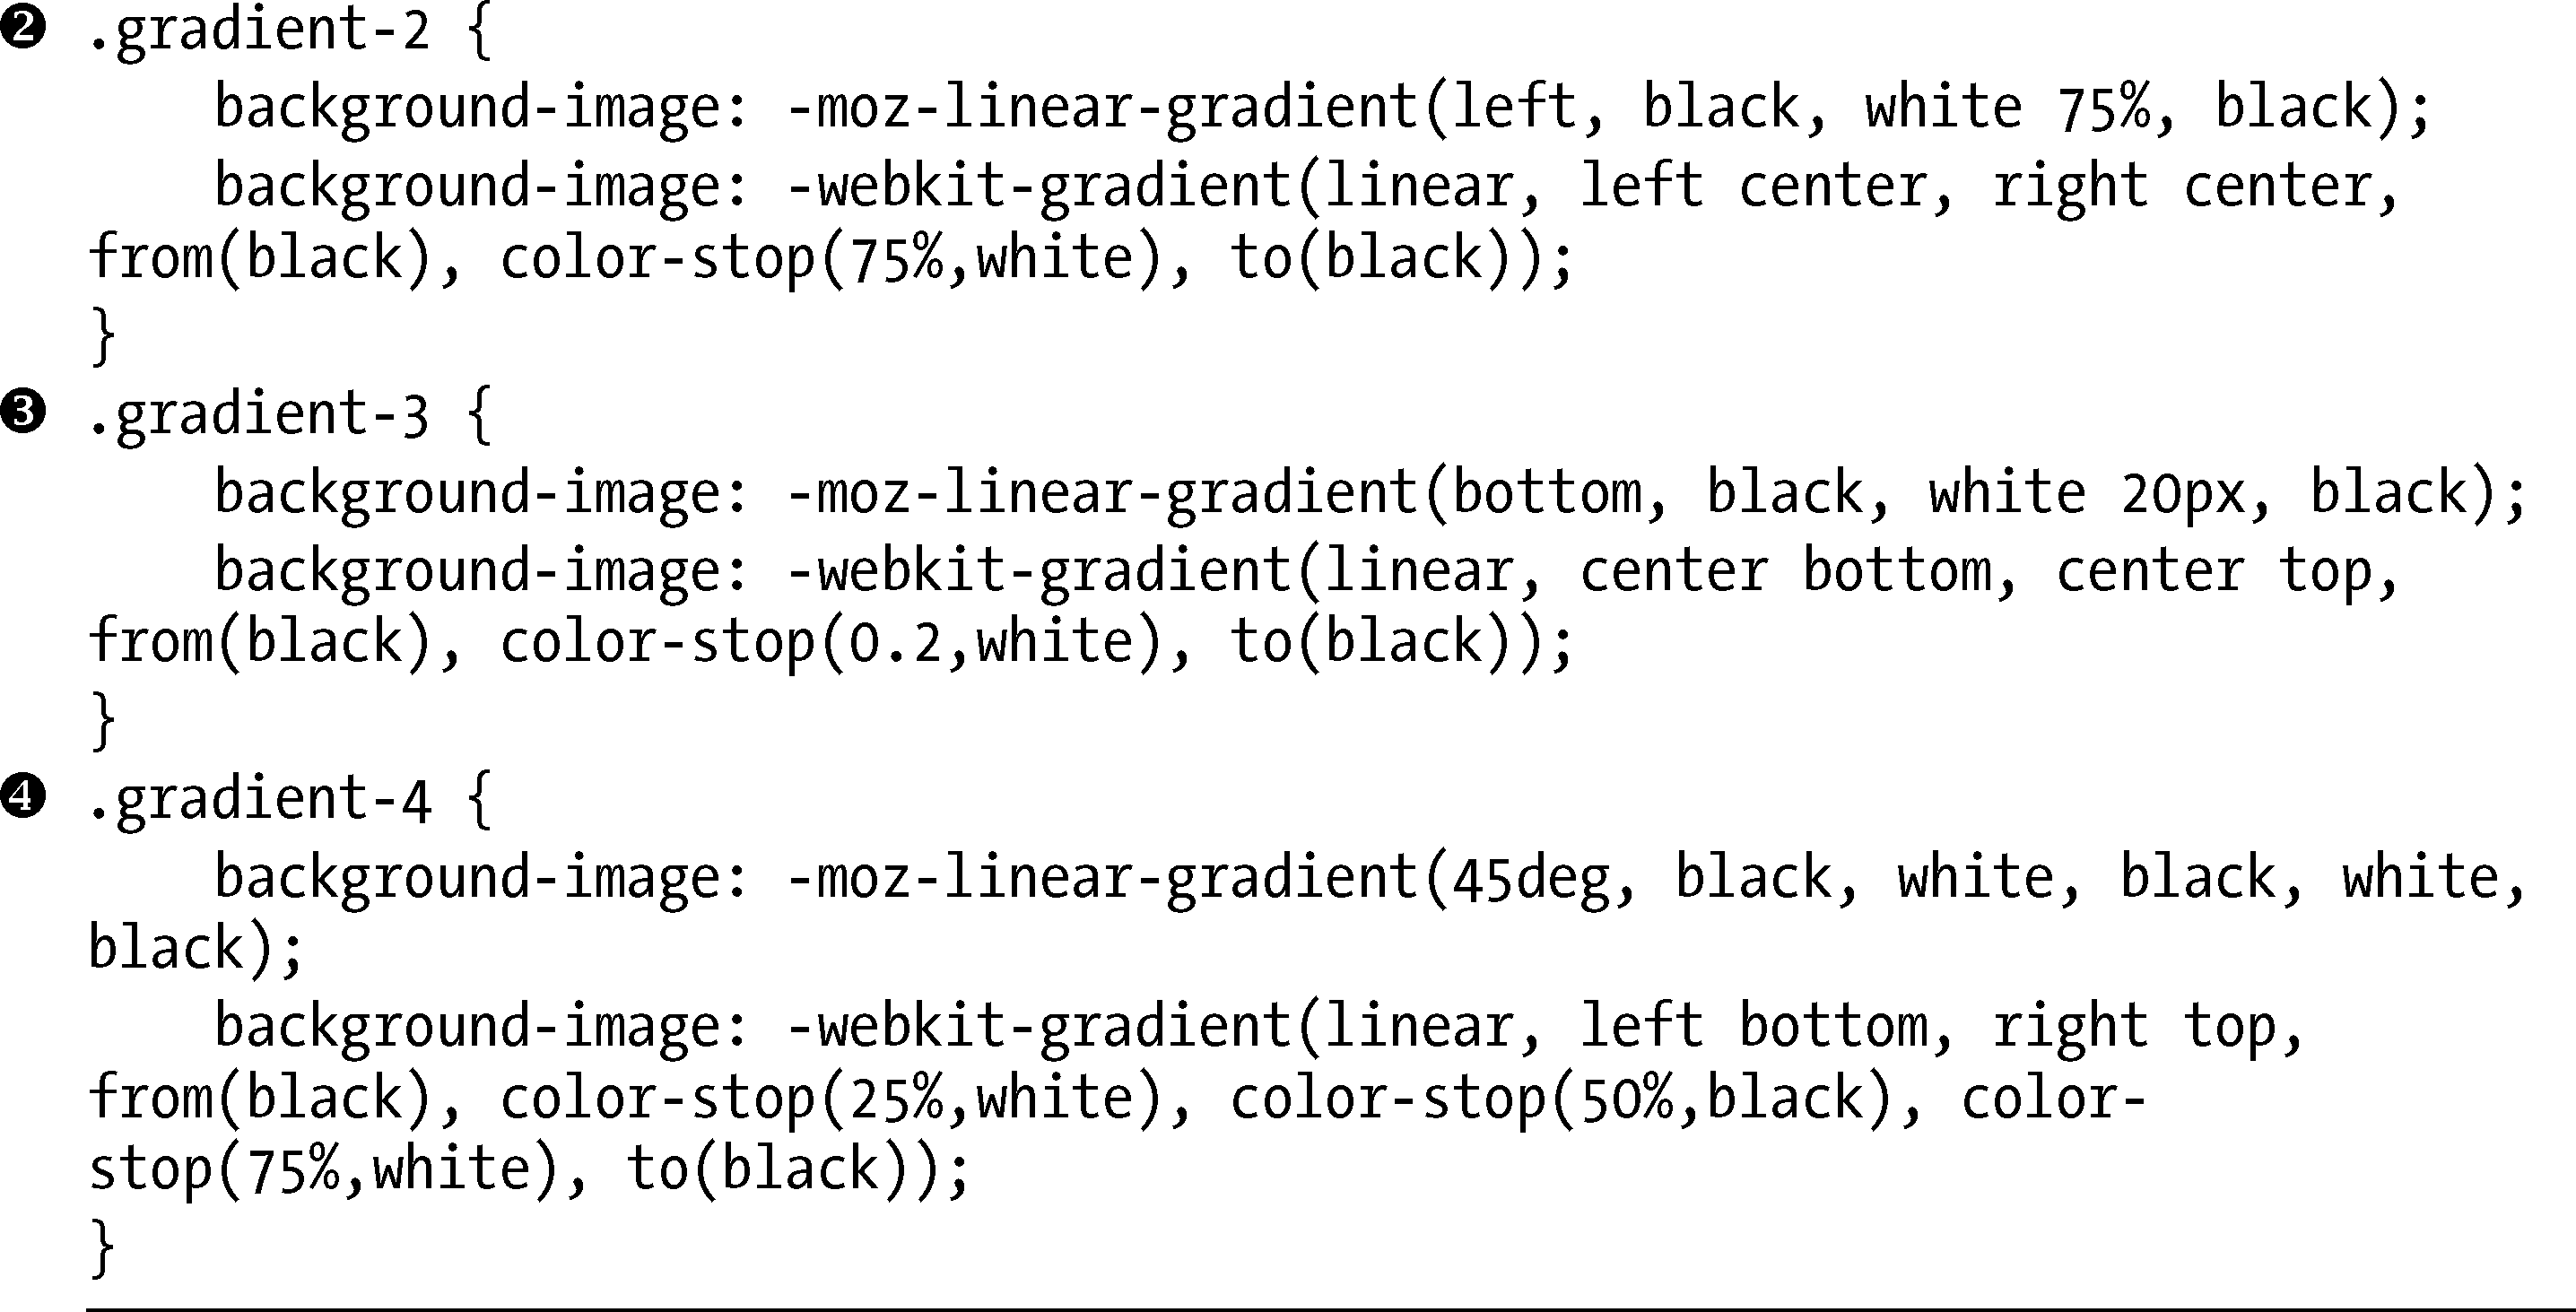 ❷ .gradient-2 {
    background-image: -moz-linear-gradient(left, black, white 75%, black);
    background-image: -webkit-gradient(linear, left center, right center,
from(black), color-stop(75%,white), to(black));
}
❸ .gradient-3 {
    background-image: -moz-linear-gradient(bottom, black, white 20px, black);
    background-image: -webkit-gradient(linear, center bottom, center top,
from(black), color-stop(0.2,white), to(black));
}
❹ .gradient-4 {
    background-image: -moz-linear-gradient(45deg, black, white, black, white,
black);
    background-image: -webkit-gradient(linear, left bottom, right top,
from(black), color-stop(25%,white), color-stop(50%,black), color-
stop(75%,white), to(black));
}